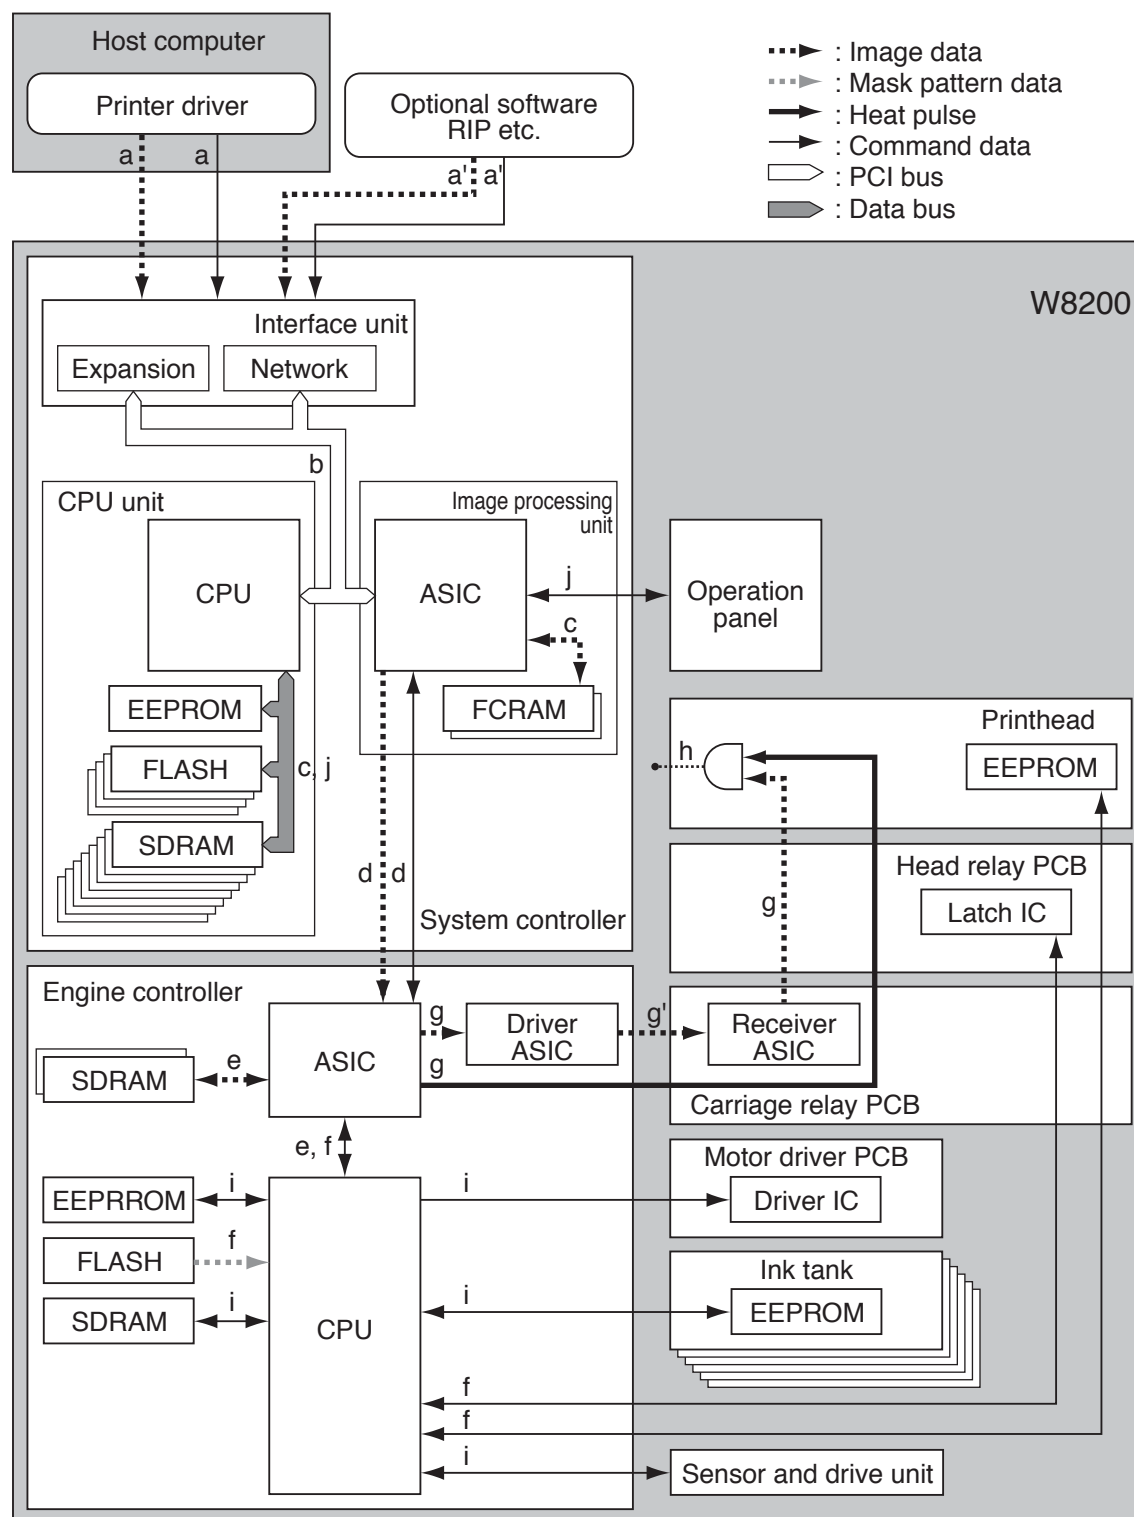 Host computer
Printer driver
Optional software
RIP etc.
: Image data
: Mask pattern data
: Heat pulse
: Command data
: PCI bus
: Data bus
a
a
a'
a'
W8200
Interface unit
Expansion
Network
b
CPU unit
CPU
Image processing
unit
ASIC
j
Operation
panel
c
FCRAM
EEPROM
FLASH
c, j
SDRAM
d
d
System controller
Printhead
h
EEPROM
Head relay PCB
Latch IC
g
Engine controller
ASIC
g
Driver
ASIC
g'
Receiver
ASIC
g
Carriage relay PCB
SDRAM
e
e, f
EEPRROM
i
FLASH
f
SDRAM
i
CPU
i
Motor driver PCB
Driver IC
i
Ink tank
EEPROM
f
f
i
Sensor and drive unit